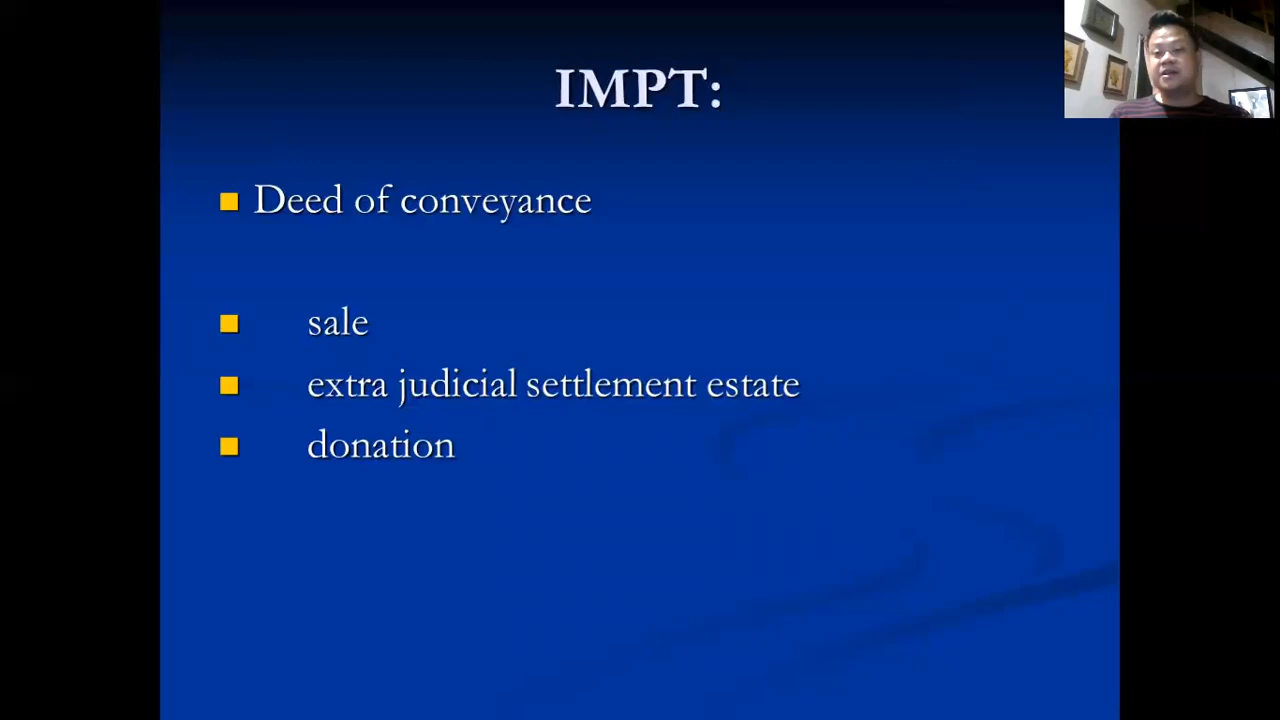 IMPT:
Deed of conveyance
sale
extra judicial settlement estate
donation